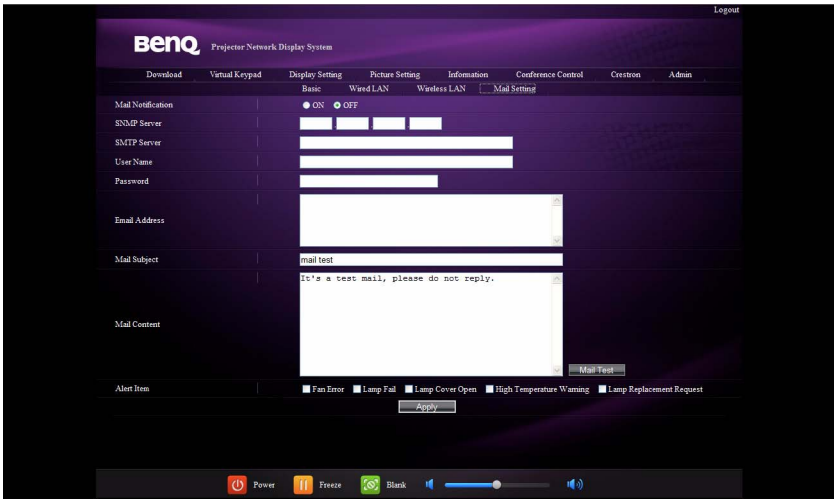 Logout
BenQ Projector Network Display System
Download Virtual Keypad Display Setting Picture Setting Information Conference Control Crestron Admin
Basic Wired LAN Wireless LAN Mail Setting
Mail Notification ON OFF
SNMP Server
SMTP Server
User Name
Password
Email Address
Mail Subject mail test
It's a test mail, please do not reply.
Mail Content
Mail Test
Alert Item Fan Error Lamp Fail Lamp Cover Open High Temperature Warning Lamp Replacement Request
Apply
Power Freeze Blank